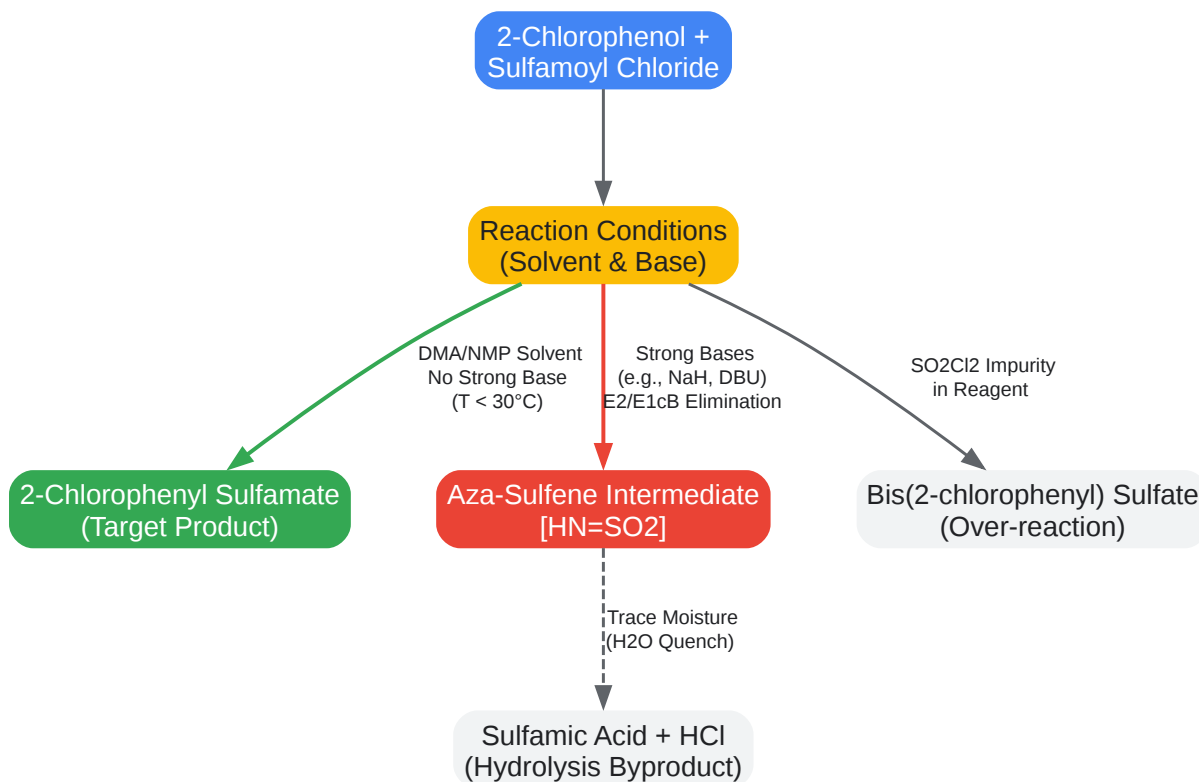 2-Chlorophenol +
Sulfamoyl Chloride
Reaction Conditions
(Solvent & Base)
DMA/NMP Solvent
No Strong Base
(T < 30°C)
Strong Bases
(e.g., NaH, DBU)
E2/E1cB Elimination
SO2Cl2 Impurity
in Reagent
2-Chlorophenyl Sulfamate
(Target Product)
Aza-Sulfene Intermediate
[HN=SO2]
Bis(2-chlorophenyl) Sulfate
(Over-reaction)
Trace Moisture
(H2O Quench)
Sulfamic Acid + HCl
(Hydrolysis Byproduct)